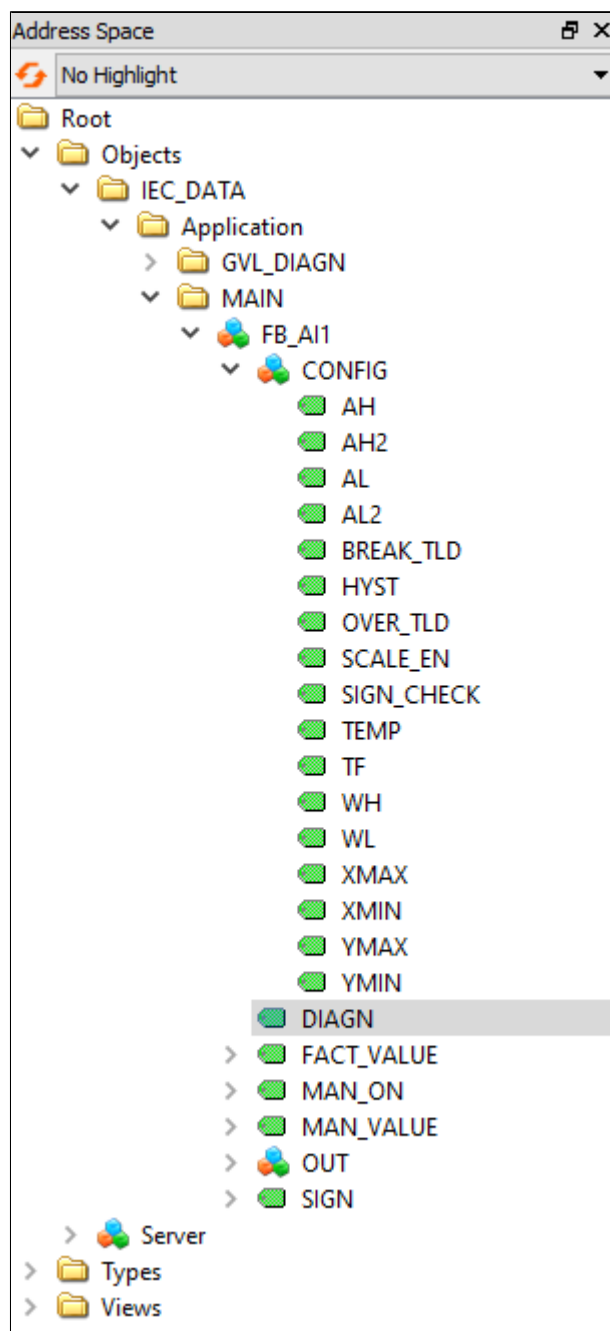 Address Space
No Highlight
Root
Objects
IEC_DATA
Application
GVL_DIAGN
MAIN
FB_AI1
CONFIG
AH
AH2
AL
AL2
BREAK_TLD
HYST
OVER_TLD
SCALE_EN
SIGN_CHECK
TEMP
TF
WH
WL
XMAX
XMIN
YMAX
YMIN
DIAGN
FACT_VALUE
MAN_ON
MAN_VALUE
OUT
SIGN
Server
Types
Views